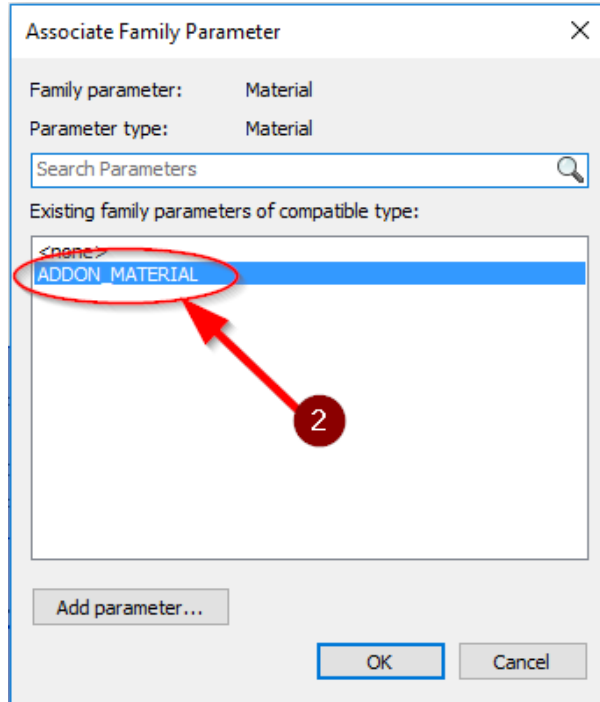 Associate Family Parameter
Family parameter: Material
Parameter type: Material
Search Parameters
Existing family parameters of compatible type:
<none>
ADDON_MATERIAL
2
Add parameter...
OK Cancel